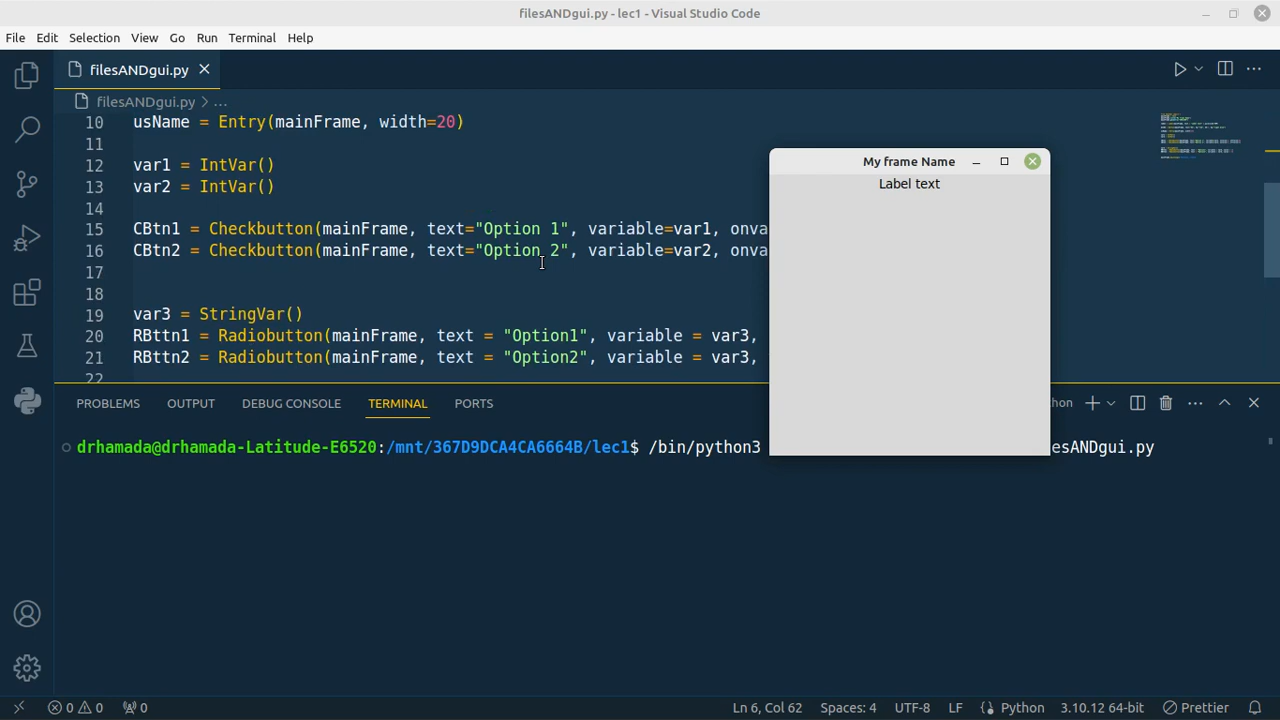 filesANDgui.py - lec1 - Visual Studio Code
File Edit Selection View Go Run Terminal Help
filesANDgui.py
filesANDgui.py > ...
10 usName = Entry(mainFrame, width=20)
11
12 var1 = IntVar()
13 var2 = IntVar()
14
15 CBtn1 = Checkbutton(mainFrame, text="Option 1", variable=var1, onva
16 CBtn2 = Checkbutton(mainFrame, text="Option 2", variable=var2, onva
17
18
19 var3 = StringVar()
20 RBttn1 = Radiobutton(mainFrame, text = "Option1", variable = var3,
21 RBttn2 = Radiobutton(mainFrame, text = "Option2", variable = var3,
22
My frame Name
Label text
PROBLEMS OUTPUT DEBUG CONSOLE TERMINAL PORTS hon
drhamada@drhamada-Latitude-E6520:/mnt/367D9DCA4CA6664B/lec1$ /bin/python3 esANDgui.py
0 0 0 Ln 6, Col 62 Spaces: 4 UTF-8 LF Python 3.10.12 64-bit Prettier